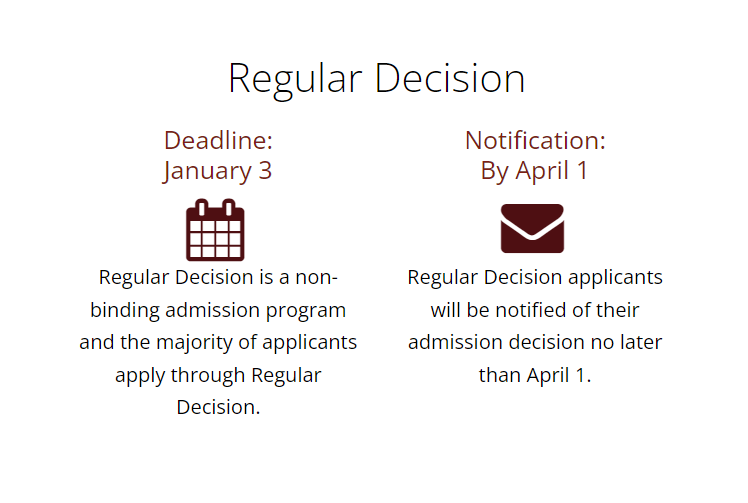 Regular Decision
Deadline:
January 3
Regular Decision is a non-
binding admission program
and the majority of applicants
apply through Regular
Decision.
Notification:
By April 1
Regular Decision applicants
will be notified of their
admission decision no later
than April 1.